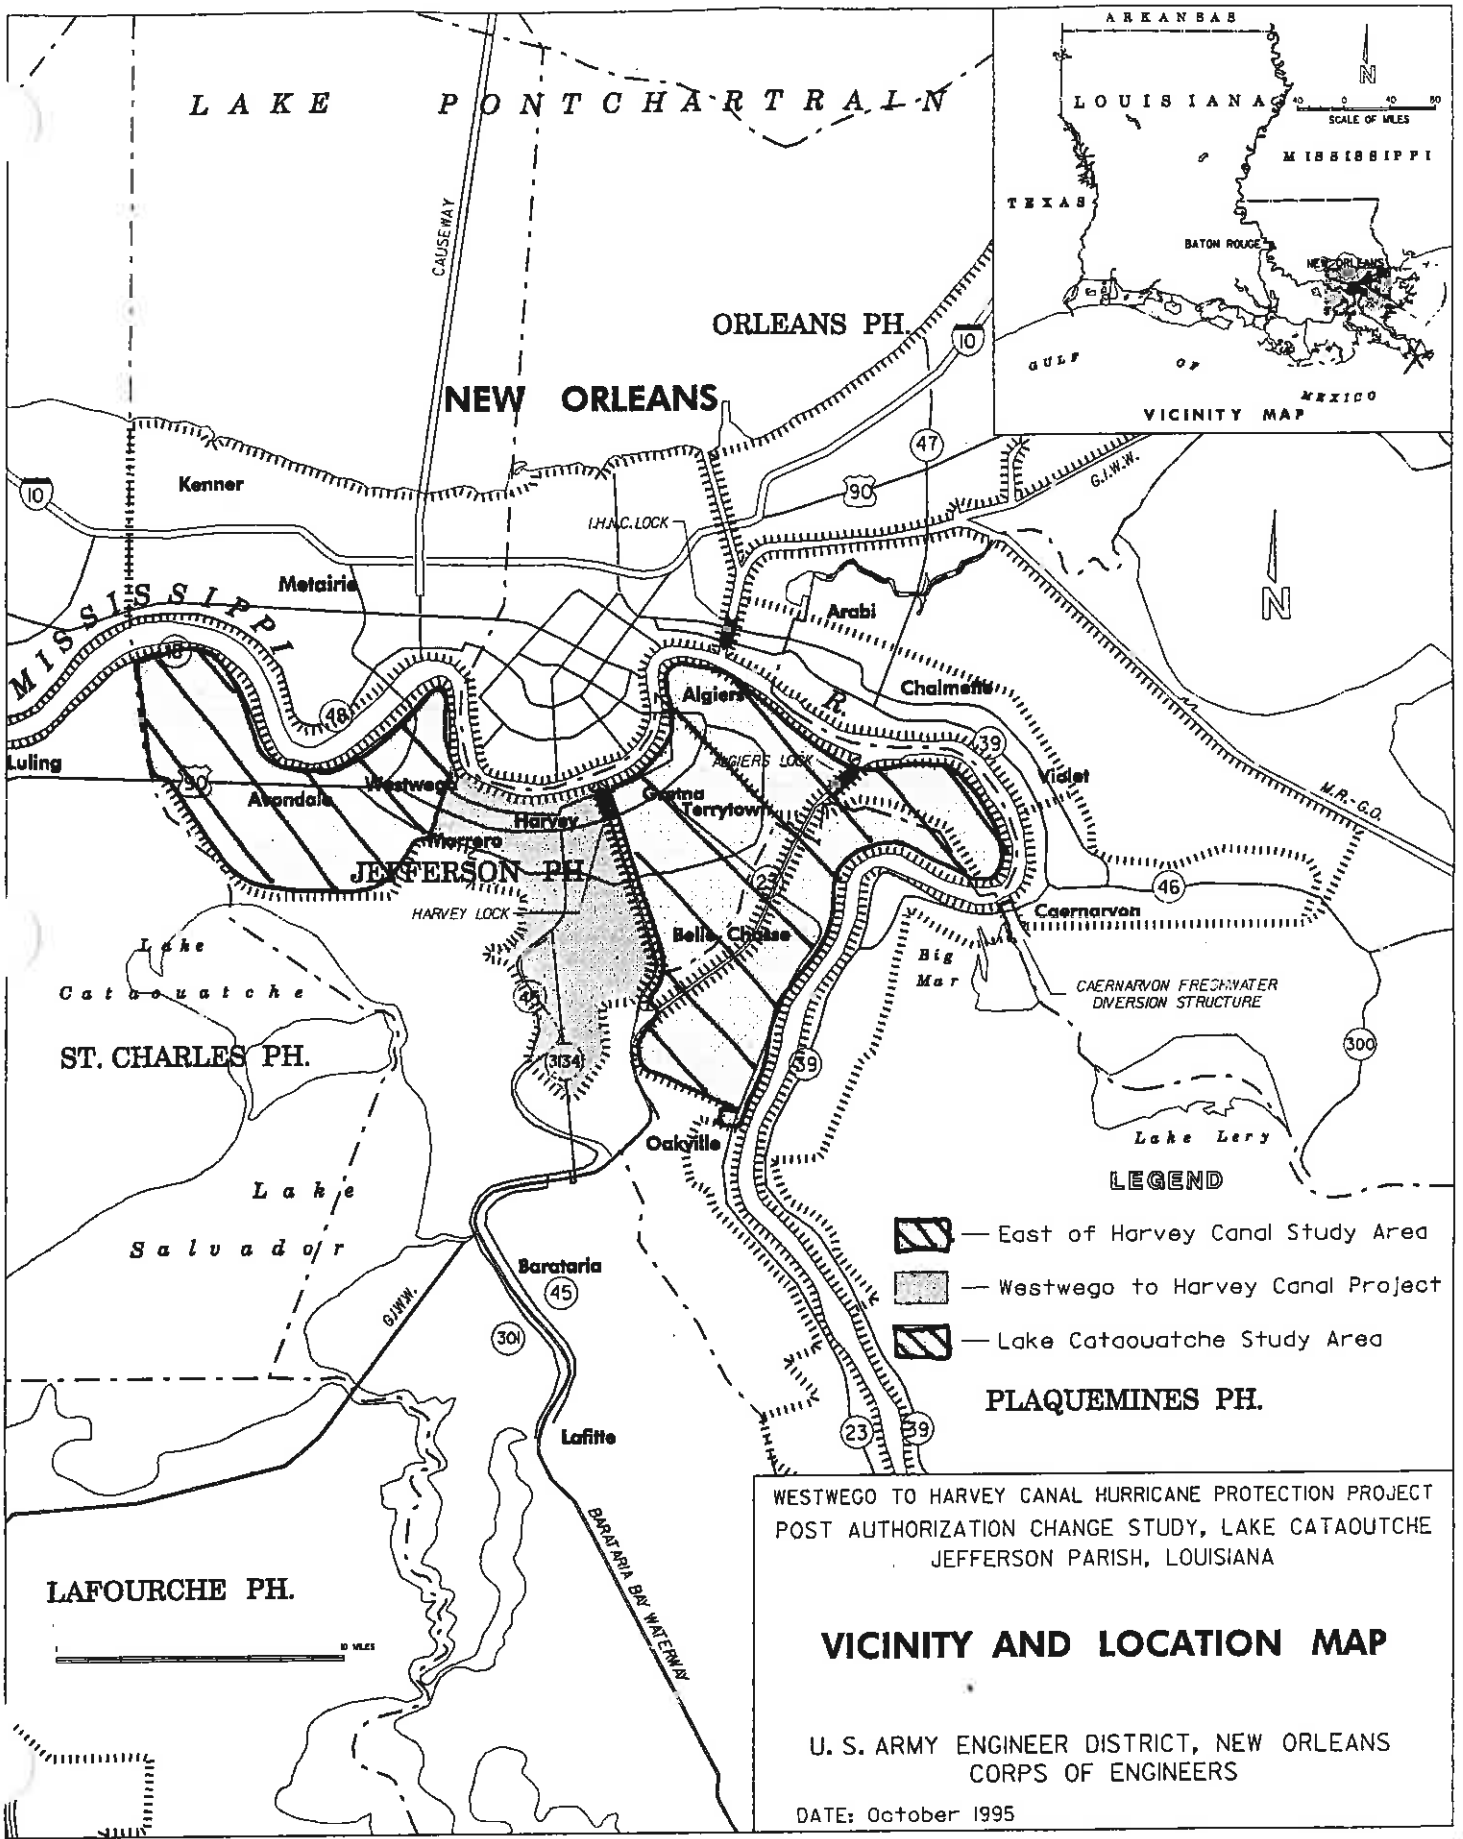 ARKANSAS
N
LOUISIANA
40 0 40 80
SCALE OF MILES
MISSISSIPPI
TEXAS
BATON ROUGE
NEW ORLEANS
GULF OF MEXICO
VICINITY MAP
LAKE PONTCHARTRAIN
CAUSEWAY
ORLEANS PH.
10
NEW ORLEANS
47
90
G.I.W.W.
10
Kenner
I.H.N.C. LOCK
N
Metairie
MISSISSIPPI
Arabi
18
48
Algiers
R.
Chalmette
39
Luling
90
Avondale
Westwego
ALGIERS LOCK
Violet
Gretna
Terrytown
M.R.-G.O.
Harvey
Marrero
JEFFERSON PH.
23
46
HARVEY LOCK
Caernarvon
Belle Chasse
Lake
Cataouatche
Big
Mar
CAERNARVON FRESHWATER
DIVERSION STRUCTURE
45
ST. CHARLES PH.
3134
39
300
Oakville
Lake Lery
Lake
Salvador
LEGEND
East of Harvey Canal Study Area
Westwego to Harvey Canal Project
Lake Cataouatche Study Area
Barataria
45
G.I.W.W.
301
PLAQUEMINES PH.
23
39
Lafitte
BARATARIA BAY WATERWAY
LAFOURCHE PH.
10 MILES
WESTWEGO TO HARVEY CANAL HURRICANE PROTECTION PROJECT
POST AUTHORIZATION CHANGE STUDY, LAKE CATAOUTCHE
JEFFERSON PARISH, LOUISIANA
VICINITY AND LOCATION MAP
U. S. ARMY ENGINEER DISTRICT, NEW ORLEANS
CORPS OF ENGINEERS
DATE: October 1995